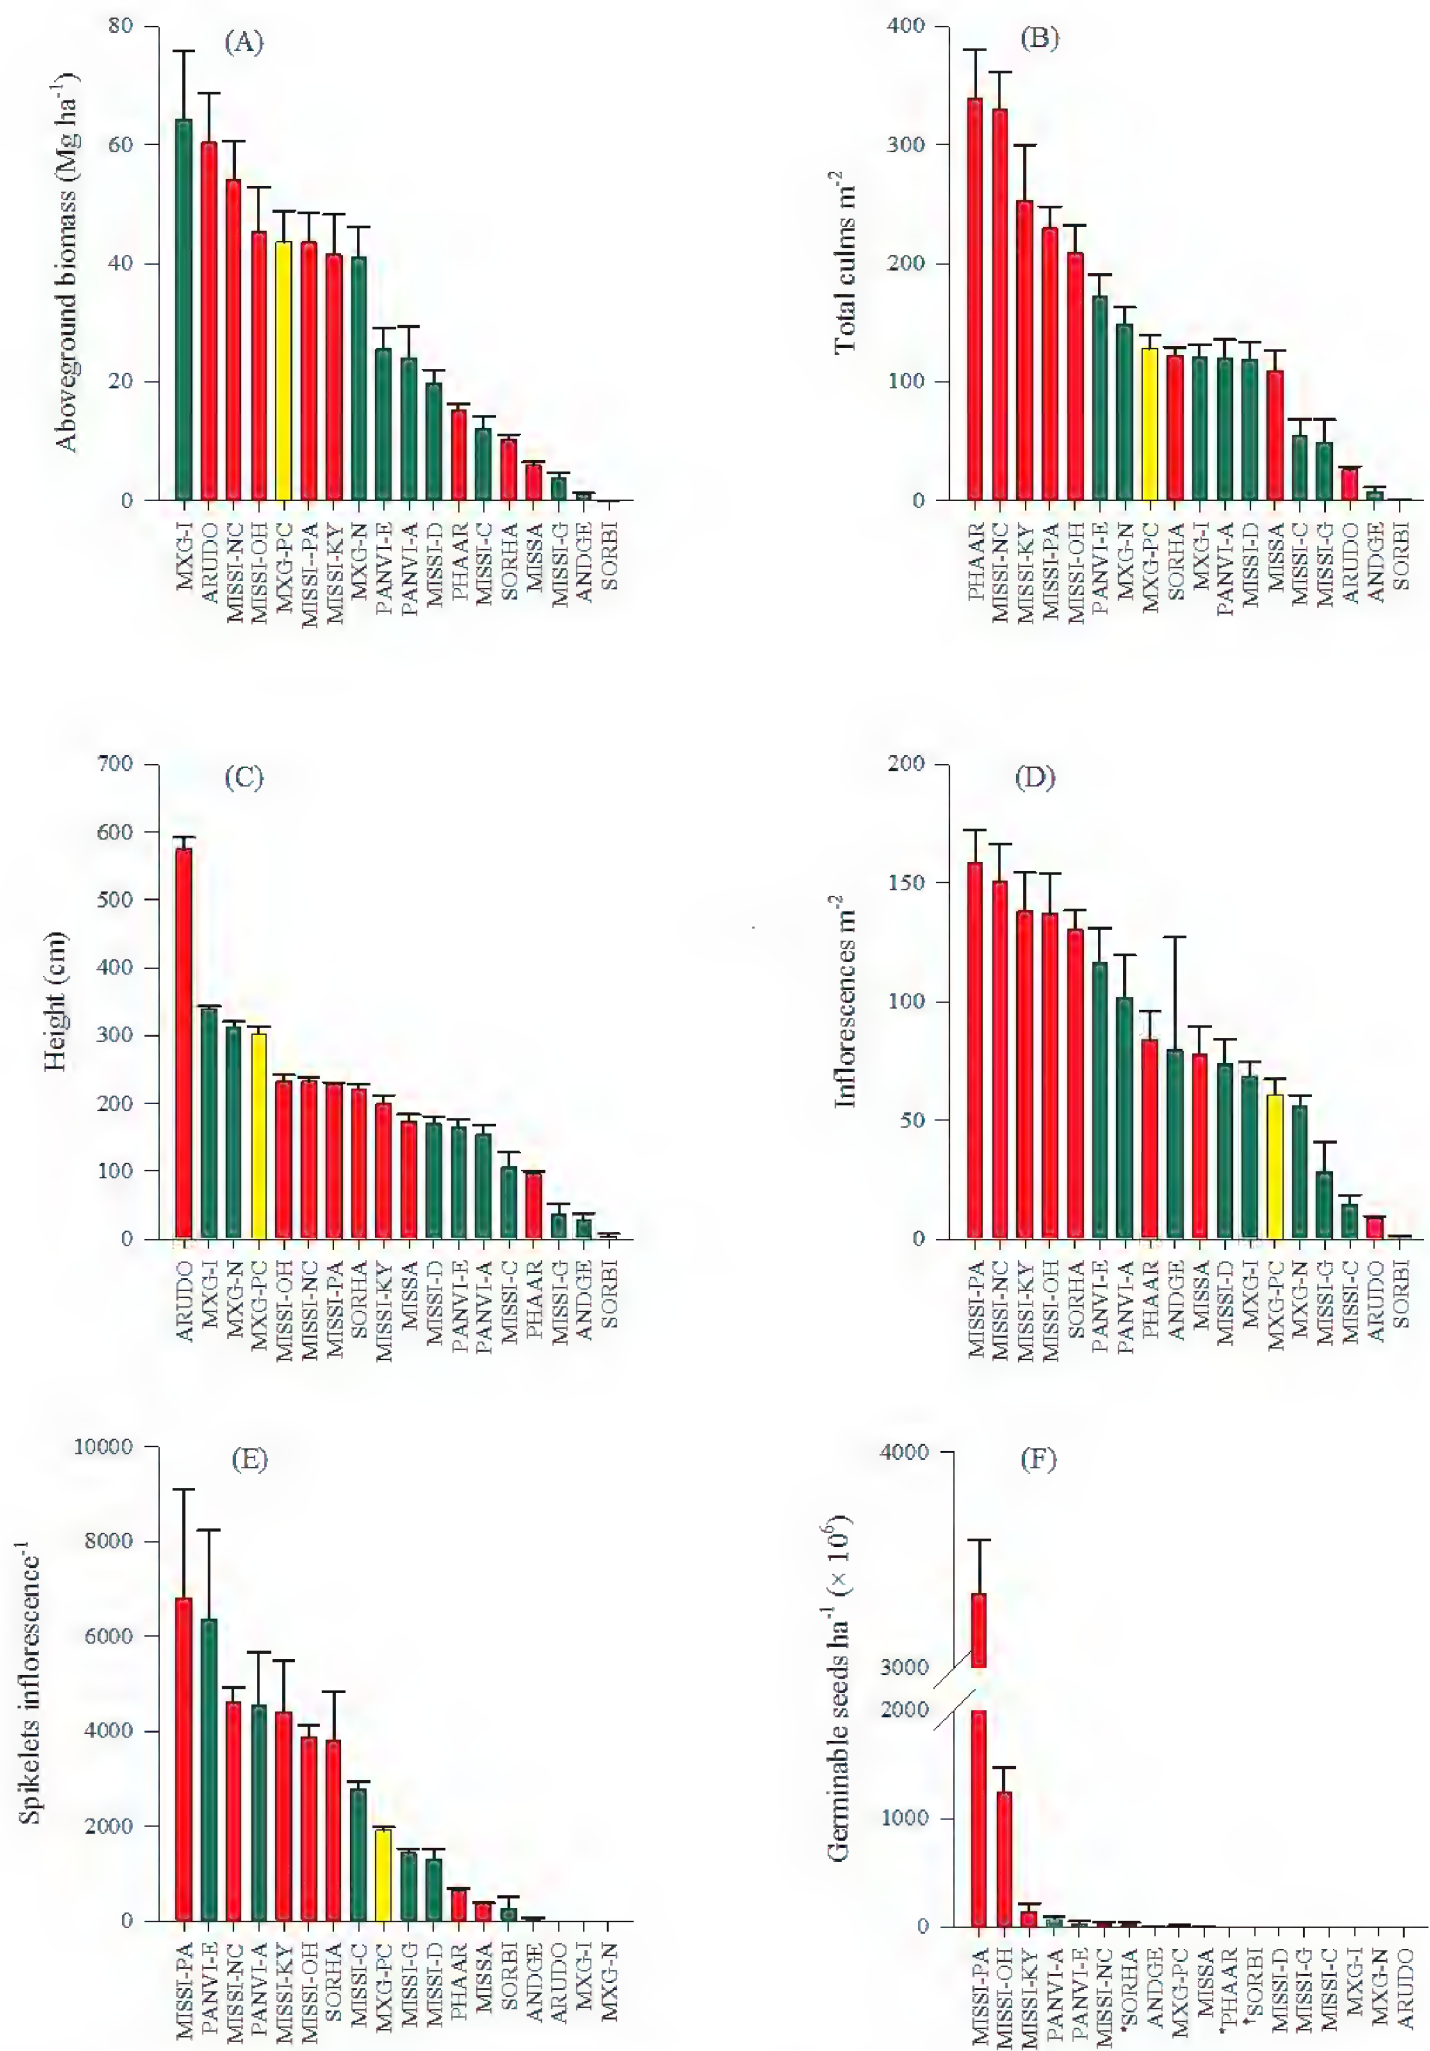 (A)
Aboveground biomass (Mg ha-1)
80
60
40
20
0
MXG-I
ARUDO
MISSI-NC
MISSI-OH
MXG-PC
MISSI-PA
MISSI-KY
MXG-N
PANVI-E
PANVI-A
MISSI-D
PHAAR
MISSI-C
SORHA
MISSA
MISSI-G
ANDGE
SORBI
(B)
Total culms m-2
400
300
200
100
0
PHAAR
MISSI-NC
MISSI-KY
MISSI-PA
MISSI-OH
PANVI-E
MXG-N
MXG-PC
SORHA
MXG-I
PANVI-A
MISSI-D
MISSA
MISSI-C
MISSI-G
ARUDO
ANDGE
SORBI
(C)
Height (cm)
700
600
500
400
300
200
100
0
ARUDO
MXG-I
MXG-N
MXG-PC
MISSI-OH
MISSI-NC
MISSI-PA
SORHA
MISSI-KY
MISSA
MISSI-D
PANVI-E
PANVI-A
MISSI-C
PHAAR
MISSI-G
ANDGE
SORBI
(D)
Inflorescences m-2
200
150
100
50
0
MISSI-PA
MISSI-NC
MISSI-KY
MISSI-OH
SORHA
PANVI-E
PANVI-A
PHAAR
ANDGE
MISSA
MISSI-D
MXG-I
MXG-PC
MXG-N
MISSI-G
MISSI-C
ARUDO
SORBI
(E)
Spikelets inflorescence-1
10000
8000
6000
4000
2000
0
MISSI-PA
PANVI-E
MISSI-NC
PANVI-A
MISSI-KY
MISSI-OH
SORHA
MISSI-C
MXG-PC
MISSI-G
MISSI-D
PHAAR
MISSA
SORBI
ANDGE
ARUDO
MXG-I
MXG-N
(F)
Germinable seeds ha-1 (× 106)
4000
3000
2000
1000
0
MISSI-PA
MISSI-OH
MISSI-KY
PANVI-A
PANVI-E
MISSI-NC
*SORHA
ANDGE
MXG-PC
MISSA
*PHAAR
*SORBI
MISSI-D
MISSI-G
MISSI-C
MXG-I
MXG-N
ARUDO